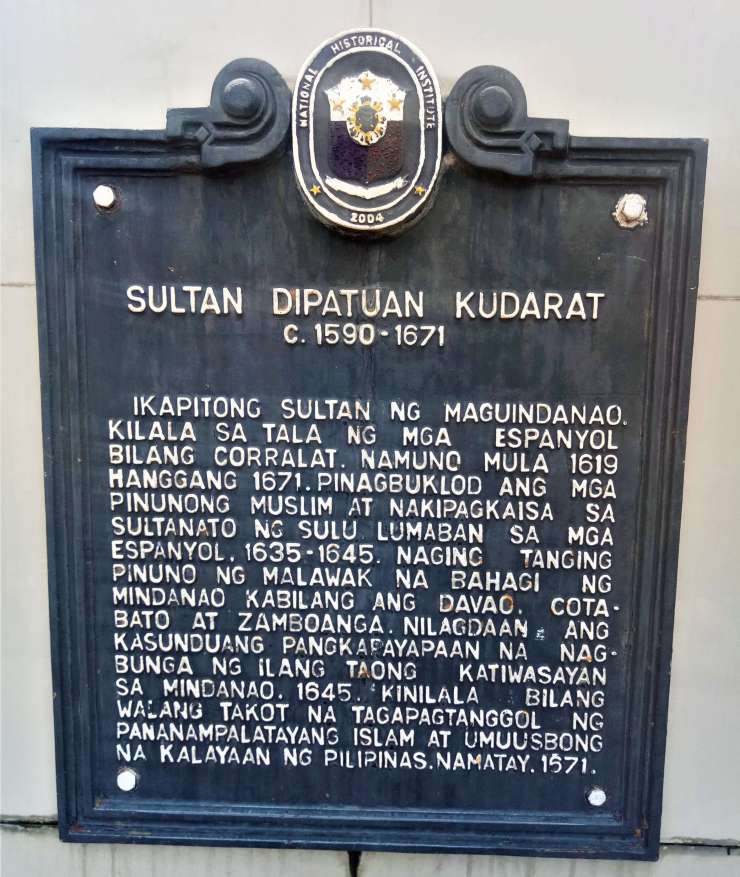 NATIONAL HISTORICAL INSTITUTE
2004
SULTAN DIPATUAN KUDARAT
C. 1590-1671
IKAPITONG SULTAN NG MAGUINDANAO.
KILALA SA TALA NG MGA ESPANYOL
BILANG CORRALAT. NAMUNO MULA 1619
HANGGANG 1671. PINAGBUKLOD ANG MGA
PINUNONG MUSLIM AT NAKIPAGKAISA SA
SULTANATO NG SULU. LUMABAN SA MGA
ESPANYOL, 1635-1645. NAGING TANGING
PINUNO NG MALAWAK NA BAHAGI NG
MINDANAO KABILANG ANG DAVAO, COTA-
BATO AT ZAMBOANGA. NILAGDAAN ANG
KASUNDUANG PANGKAPAYAPAAN NA NAG-
BUNGA NG ILANG TAONG KATIWASAYAN
SA MINDANAO, 1645. KINILALA BILANG
WALANG TAKOT NA TAGAPAGTANGGOL NG
PANANAMPALATAYANG ISLAM AT UMUUSBONG
NA KALAYAAN NG PILIPINAS. NAMATAY, 1671.